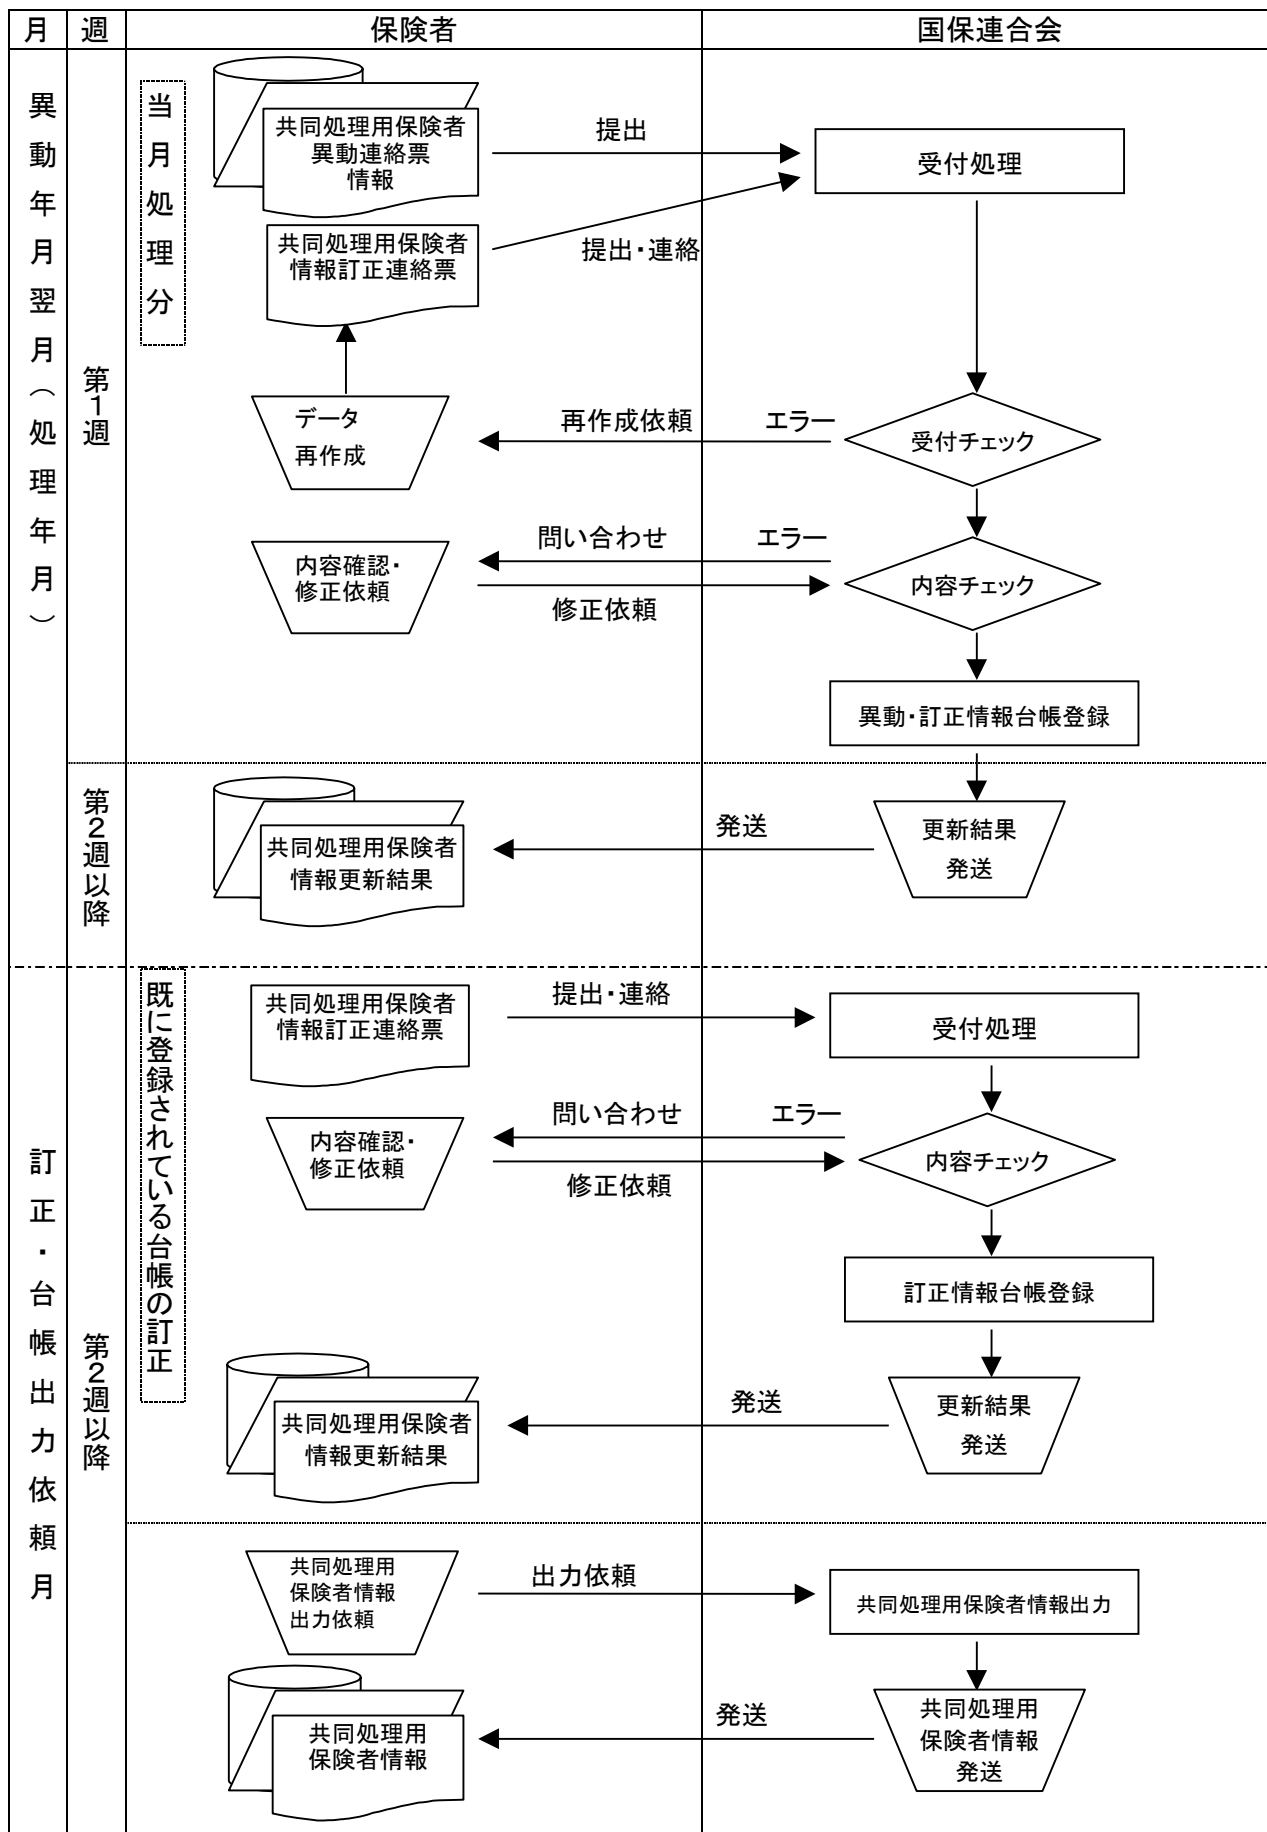 月
週
保険者
国保連合会
異動年月翌月（処理年月）
第1週
当月処理分
共同処理用保険者
異動連絡票
情報
提出
受付処理
共同処理用保険者
情報訂正連絡票
提出・連絡
データ
再作成
再作成依頼
エラー
受付チェック
問い合わせ
エラー
内容確認・
修正依頼
内容チェック
修正依頼
異動・訂正情報台帳登録
第2週以降
共同処理用保険者
情報更新結果
発送
更新結果
発送
訂正・台帳出力依頼月
第2週以降
既に登録されている台帳の訂正
共同処理用保険者
情報訂正連絡票
提出・連絡
受付処理
問い合わせ
エラー
内容確認・
修正依頼
内容チェック
修正依頼
訂正情報台帳登録
共同処理用保険者
情報更新結果
発送
更新結果
発送
共同処理用
保険者情報
出力依頼
出力依頼
共同処理用保険者情報出力
共同処理用
保険者情報
発送
共同処理用
保険者情報
発送